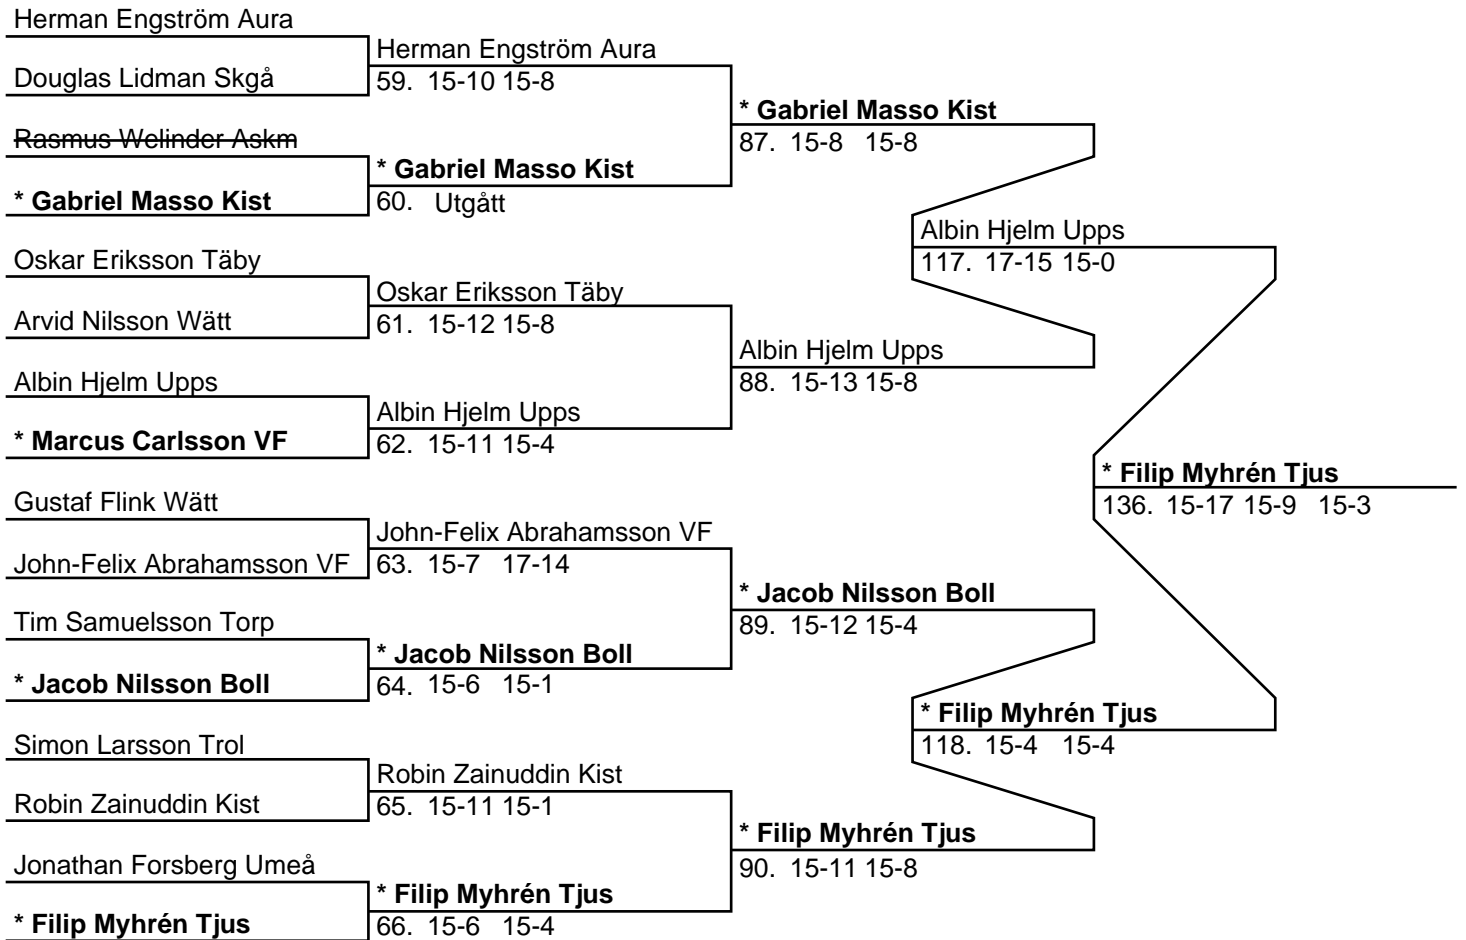 Herman Engström Aura
Herman Engström Aura
Douglas Lidman Skgå
59. 15-10 15-8
* Gabriel Masso Kist
Rasmus Welinder Askm
87. 15-8 15-8
* Gabriel Masso Kist
* Gabriel Masso Kist
60. Utgått
Albin Hjelm Upps
Oskar Eriksson Täby
117. 17-15 15-0
Oskar Eriksson Täby
Arvid Nilsson Wätt
61. 15-12 15-8
Albin Hjelm Upps
Albin Hjelm Upps
88. 15-13 15-8
Albin Hjelm Upps
* Marcus Carlsson VF
62. 15-11 15-4
* Filip Myhrén Tjus
Gustaf Flink Wätt
136. 15-17 15-9 15-3
John-Felix Abrahamsson VF
John-Felix Abrahamsson VF
63. 15-7 17-14
* Jacob Nilsson Boll
Tim Samuelsson Torp
89. 15-12 15-4
* Jacob Nilsson Boll
* Jacob Nilsson Boll
64. 15-6 15-1
* Filip Myhrén Tjus
Simon Larsson Trol
118. 15-4 15-4
Robin Zainuddin Kist
Robin Zainuddin Kist
65. 15-11 15-1
* Filip Myhrén Tjus
Jonathan Forsberg Umeå
90. 15-11 15-8
* Filip Myhrén Tjus
* Filip Myhrén Tjus
66. 15-6 15-4